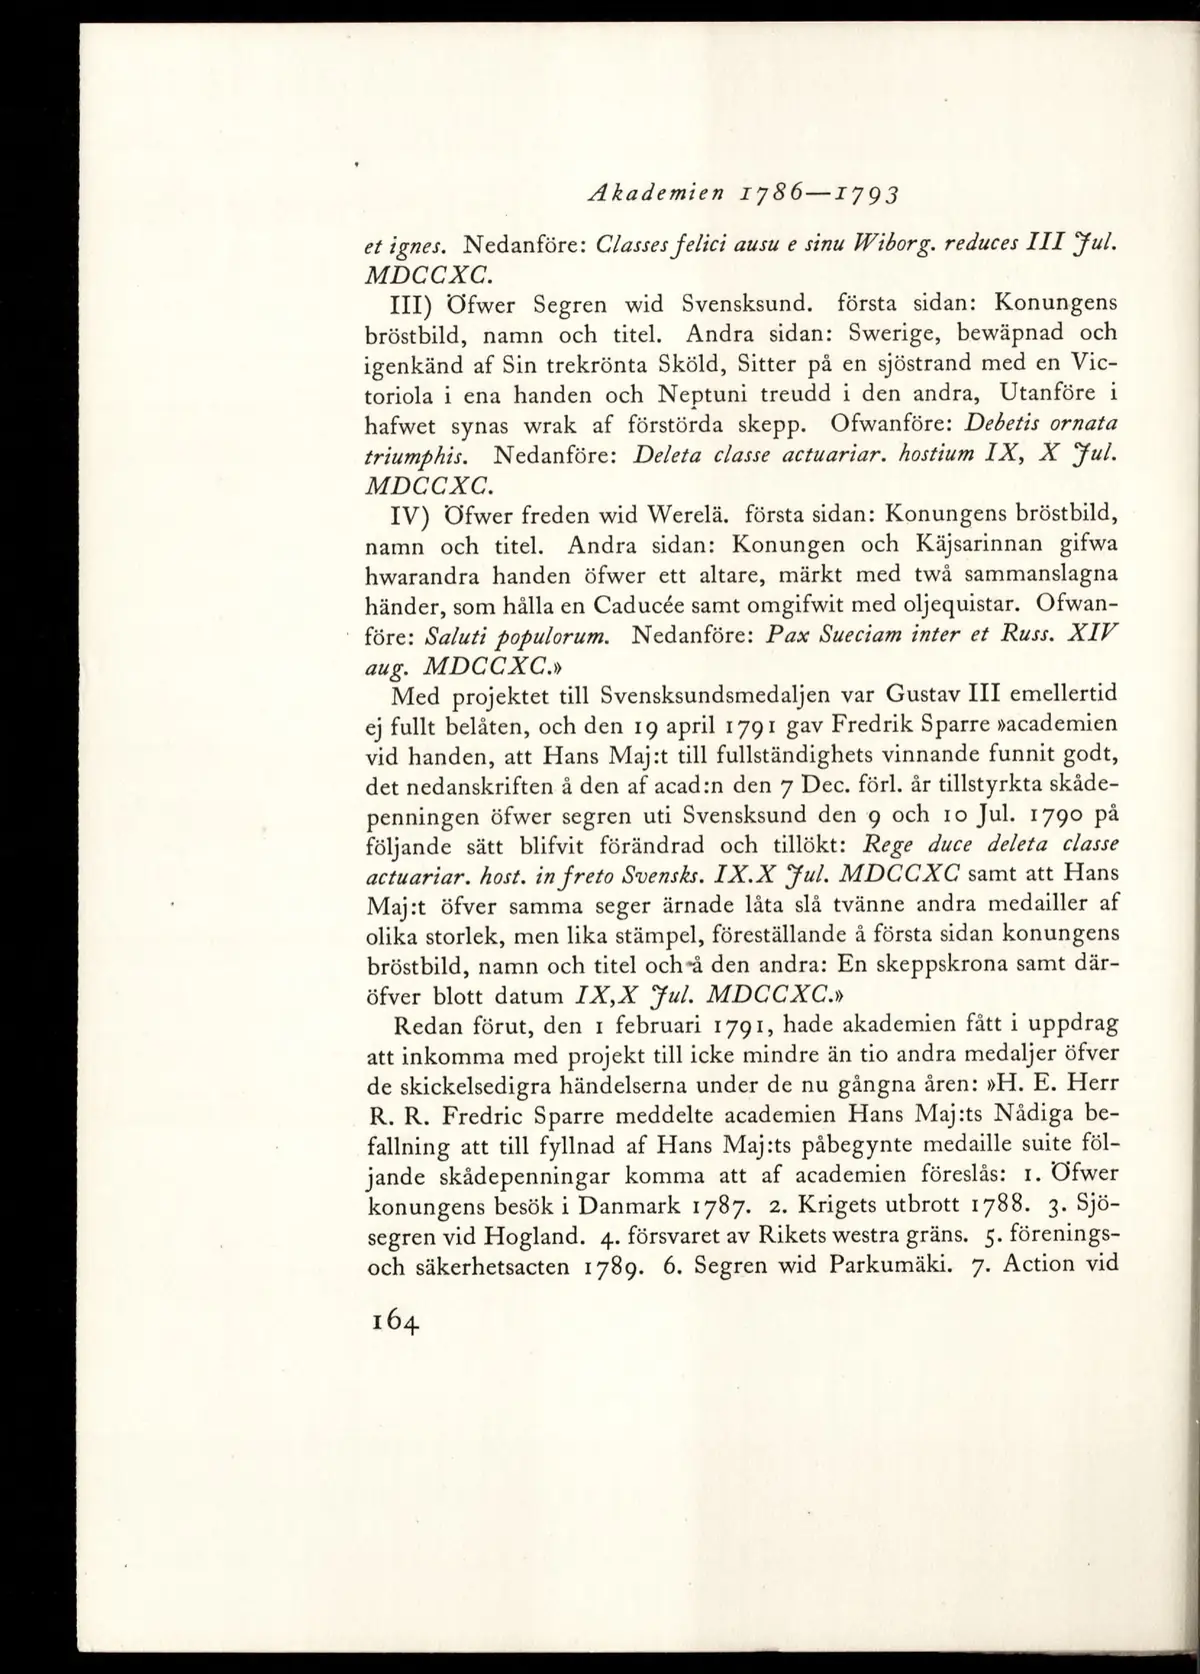 Akademien 1786—1793
et ignes. Nedanföre: Classes felici ausu e sinu Wiborg. reduces III Jul.
MDCCXC.
III) Öfwer Segren wid Svensksund. första sidan: Konungens
bröstbild, namn och titel. Andra sidan: Swerige, bewäpnad och
igenkänd af Sin trekrönta Sköld, Sitter på en sjöstrand med en Vic-
toriola i ena handen och Neptuni treudd i den andra, Utanföre i
hafwet synas wrak af förstörda skepp. Ofwanföre: Debetis ornata
triumphis. Nedanföre: Deleta classe actuariar. hostium IX, X Jul.
MDCCXC.
IV) Öfwer freden wid Werelä. första sidan: Konungens bröstbild,
namn och titel. Andra sidan: Konungen och Käjsarinnan gifwa
hwarandra handen öfwer ett altare, märkt med twå sammanslagna
händer, som hålla en Caducée samt omgifwit med oljequistar. Ofwan-
före: Saluti populorum. Nedanföre: Pax Sueciam inter et Russ. XIV
aug. MDCCXC.»
Med projektet till Svensksundsmedaljen var Gustav III emellertid
ej fullt belåten, och den 19 april 1791 gav Fredrik Sparre »academien
vid handen, att Hans Maj:t till fullständighets vinnande funnit godt,
det nedanskriften å den af acad:n den 7 Dec. förl. år tillstyrkta skåde-
penningen öfwer segren uti Svensksund den 9 och 10 Jul. 1790 på
följande sätt blifvit förändrad och tillökt: Rege duce deleta classe
actuariar. host. in freto Svensks. IX.X Jul. MDCCXC samt att Hans
Maj:t öfver samma seger ärnade låta slå tvänne andra medailler af
olika storlek, men lika stämpel, föreställande å första sidan konungens
bröstbild, namn och titel och å den andra: En skeppskrona samt där-
öfver blott datum IX,X Jul. MDCCXC.»
Redan förut, den 1 februari 1791, hade akademien fått i uppdrag
att inkomma med projekt till icke mindre än tio andra medaljer öfver
de skickelsedigra händelserna under de nu gångna åren: »H. E. Herr
R. R. Fredric Sparre meddelte academien Hans Maj:ts Nådiga be-
fallning att till fyllnad af Hans Maj:ts påbegynte medaille suite föl-
jande skådepenningar komma att af academien föreslås: 1. Öfwer
konungens besök i Danmark 1787. 2. Krigets utbrott 1788. 3. Sjö-
segren vid Hogland. 4. försvaret av Rikets westra gräns. 5. förenings-
och säkerhetsacten 1789. 6. Segren wid Parkumäki. 7. Action vid
164